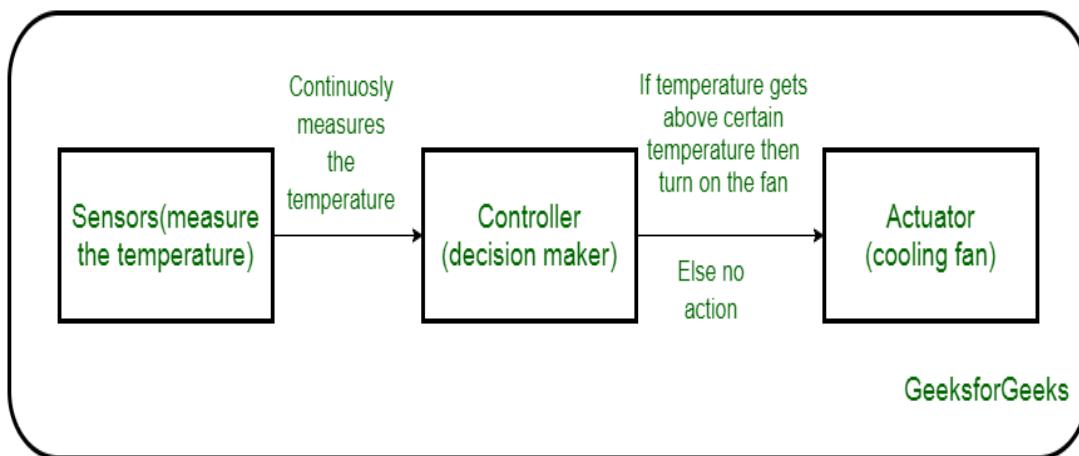 Continuosly
measures
the
temperature
If temperature gets
above certain
temperature then
turn on the fan
Sensors(measure
the temperature)
Controller
(decision maker)
Actuator
(cooling fan)
Else no
action
GeeksforGeeks